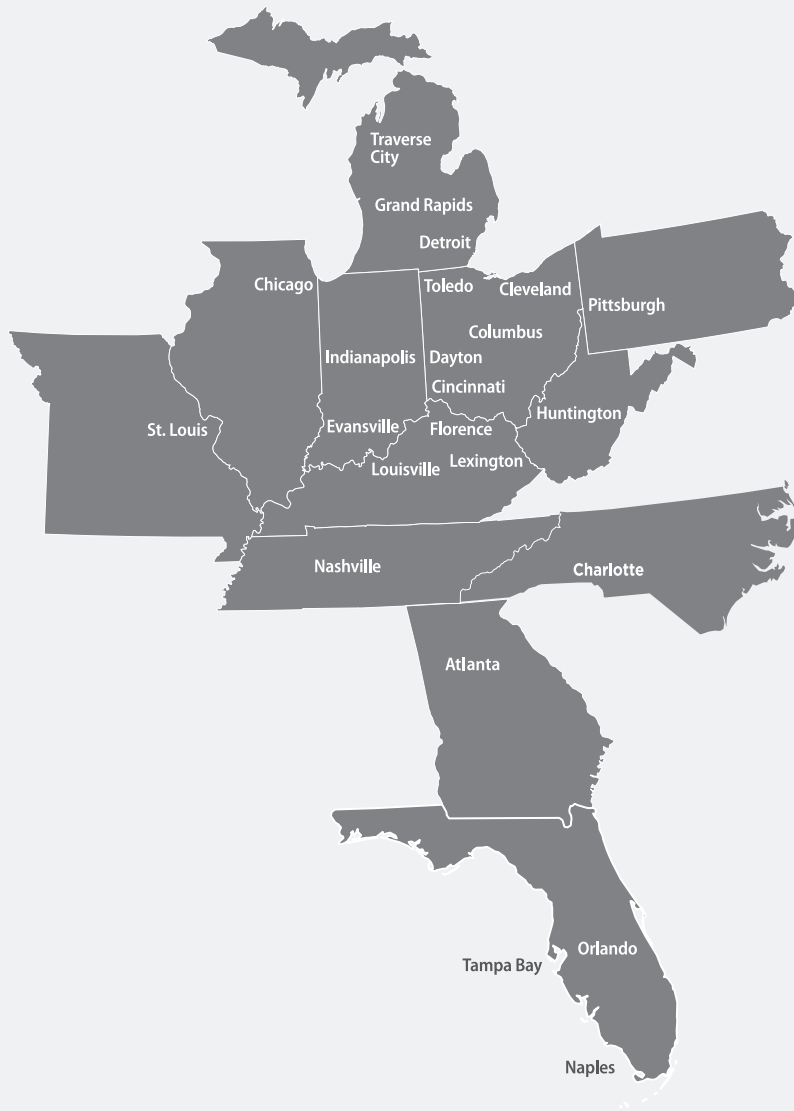 Traverse
City
Grand Rapids
Detroit
Chicago
Toledo
Cleveland
Pittsburgh
Columbus
Indianapolis
Dayton
Cincinnati
Huntington
St. Louis
Evansville
Florence
Louisville
Lexington
Nashville
Charlotte
Atlanta
Orlando
Tampa Bay
Naples